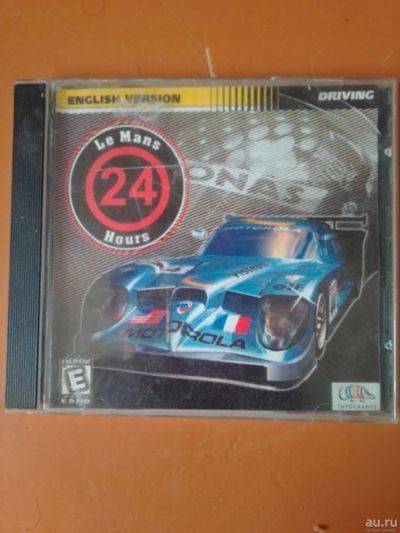 ENGLISH VERSION
DRIVING
Le Mans
24
Hours
MOTOROLA
MOTOROLA
EVERYONE
E
ESRB
INFOGRAMES
au.ru